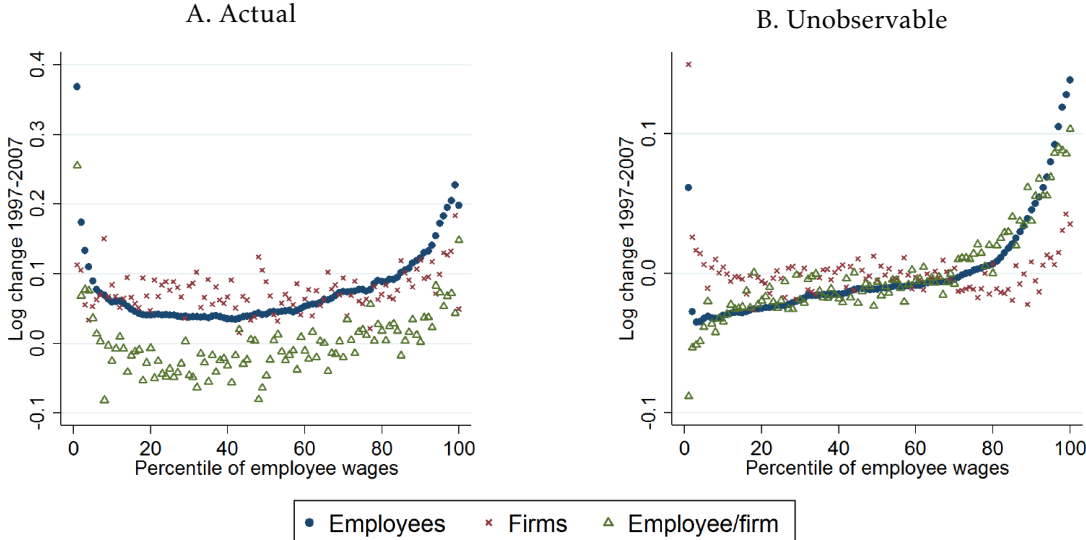 A. Actual
B. Unobservable
Log change 1997-2007
0.4
0.3
0.2
0.1
0.0
-0.1
0
20
40
60
80
100
Percentile of employee wages
Log change 1997-2007
0.1
0.0
-0.1
0
20
40
60
80
100
Percentile of employee wages
Employees
Firms
Employee/firm